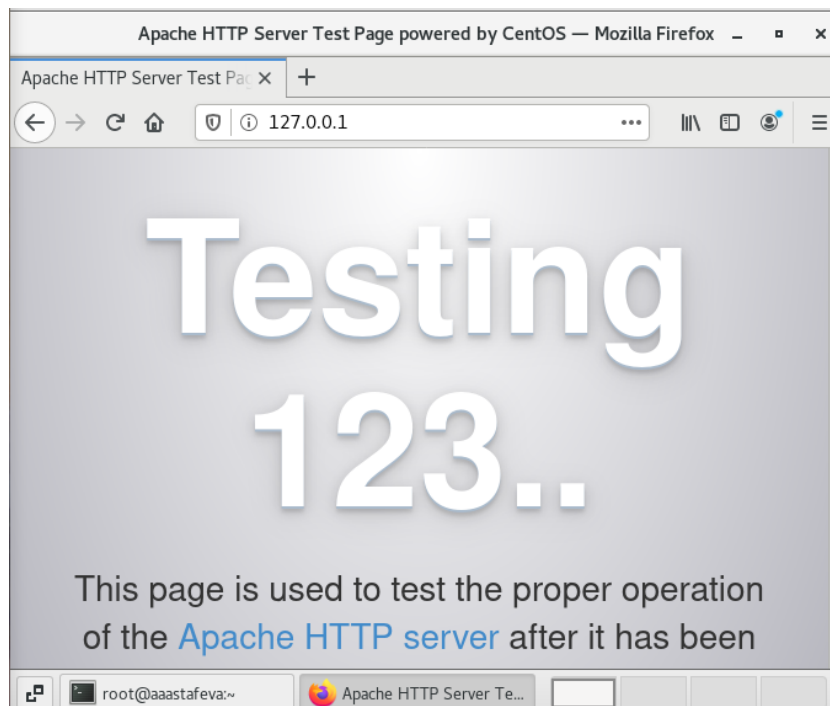 Apache HTTP Server Test Page powered by CentOS — Mozilla Firefox
Apache HTTP Server Test Pag
127.0.0.1
Testing
123..
This page is used to test the proper operation
of the Apache HTTP server after it has been
root@aaastafeva:~
Apache HTTP Server Te...